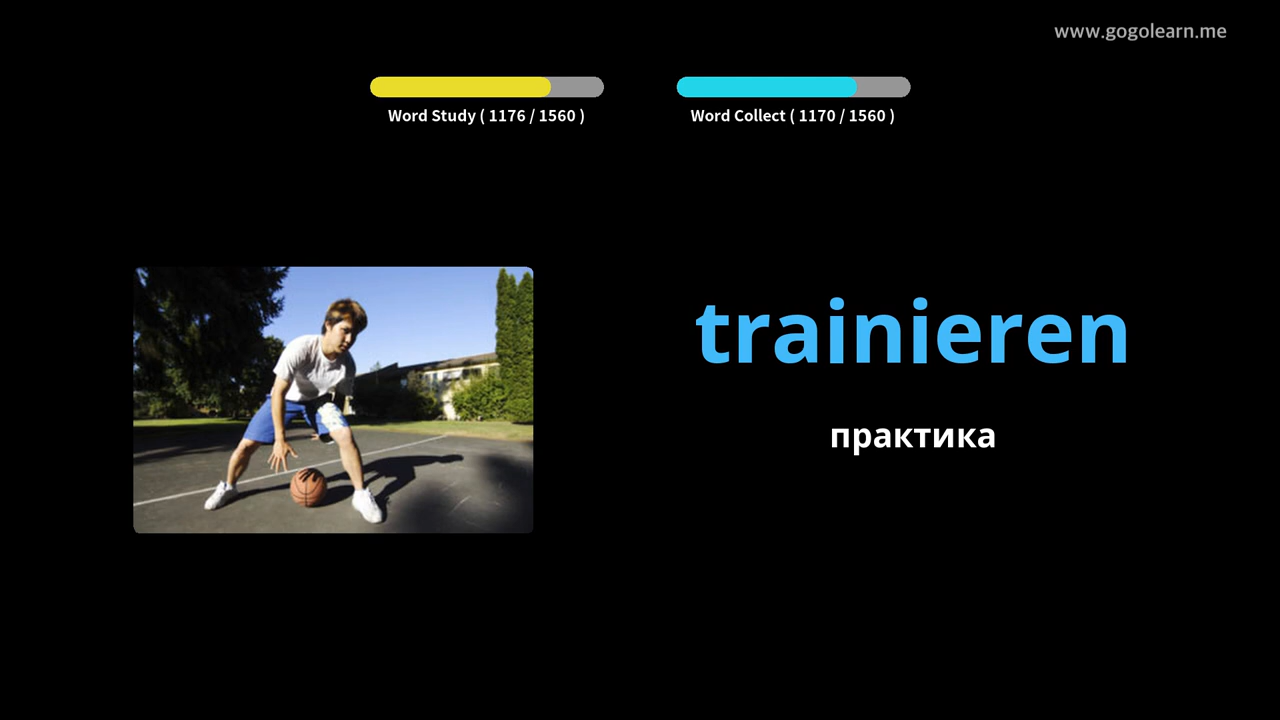 www.gogolearn.me
Word Study ( 1176 / 1560 )
Word Collect ( 1170 / 1560 )
trainieren
практика